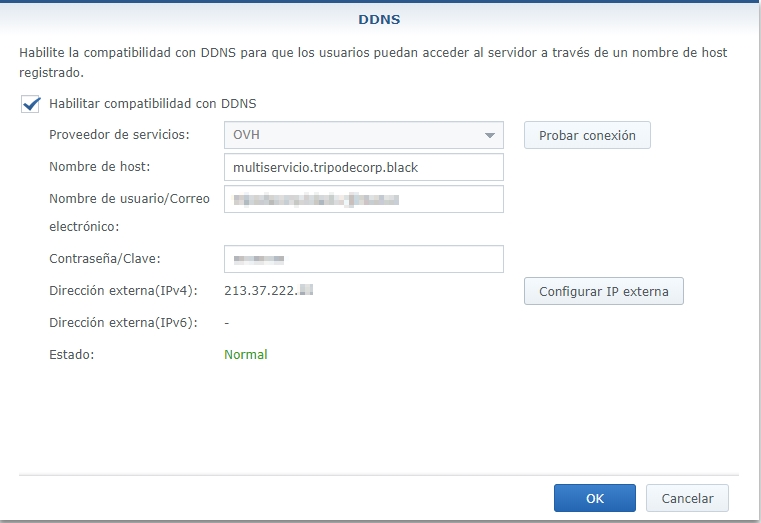 DDNS
Habilite la compatibilidad con DDNS para que los usuarios puedan acceder al servidor a través de un nombre de host
registrado.
Habilitar compatibilidad con DDNS
Proveedor de servicios: OVH Probar conexión
Nombre de host: multiservicio.tripodecorp.black
Nombre de usuario/Correo
electrónico:
Contraseña/Clave:
Dirección externa(IPv4): 213.37.222. Configurar IP externa
Dirección externa(IPv6): -
Estado: Normal
OK Cancelar